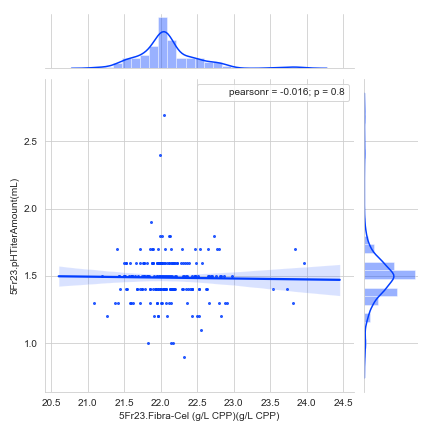 pearsonr = -0.016; p = 0.8
2.5
2.0
1.5
1.0
5Fr23.pHTiterAmount(mL)
20.5 21.0 21.5 22.0 22.5 23.0 23.5 24.0 24.5
5Fr23.Fibra-Cel (g/L CPP)(g/L CPP)